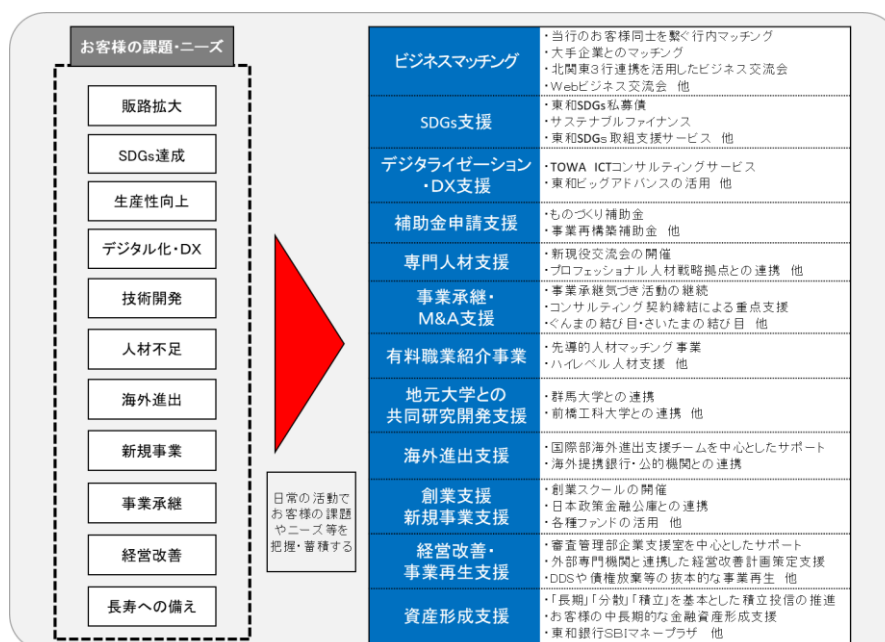 お客様の課題・ニーズ
販路拡大
SDGs達成
生産性向上
デジタル化・DX
技術開発
人材不足
海外進出
新規事業
事業承継
経営改善
長寿への備え
日常の活動で
お客様の課題
やニーズ等を
把握・蓄積する
ビジネスマッチング
・当行のお客様同士を繋ぐ行内マッチング
・大手企業とのマッチング
・北関東3行連携を活用したビジネス交流会
・Webビジネス交流会 他
SDGs支援
・東和SDGs私募債
・サステナブルファイナンス
・東和SDGs取組支援サービス 他
デジタライゼーション
・DX支援
・TOWA ICTコンサルティングサービス
・東和ビッグアドバンスの活用 他
補助金申請支援
・ものづくり補助金
・事業再構築補助金 他
専門人材支援
・新現役交流会の開催
・プロフェッショナル人材戦略拠点との連携 他
事業承継・
M&A支援
・事業承継気づき活動の継続
・コンサルティング契約締結による重点支援
・ぐんまの結び目・さいたまの結び目 他
有料職業紹介事業
・先導的人材マッチング事業
・ハイレベル人材支援 他
地元大学との
共同研究開発支援
・群馬大学との連携
・前橋工科大学との連携 他
海外進出支援
・国際部海外進出支援チームを中心としたサポート
・海外提携銀行・公的機関との連携
創業支援
新規事業支援
・創業スクールの開催
・日本政策金融公庫との連携
・各種ファンドの活用 他
経営改善・
事業再生支援
・審査管理部企業支援室を中心としたサポート
・外部専門機関と連携した経営改善計画策定支援
・DDSや債権放棄等の抜本的な事業再生 他
資産形成支援
・「長期」「分散」「積立」を基本とした積立投信の推進
・お客様の中長期的な金融資産形成支援
・東和銀行SBIマネープラザ 他